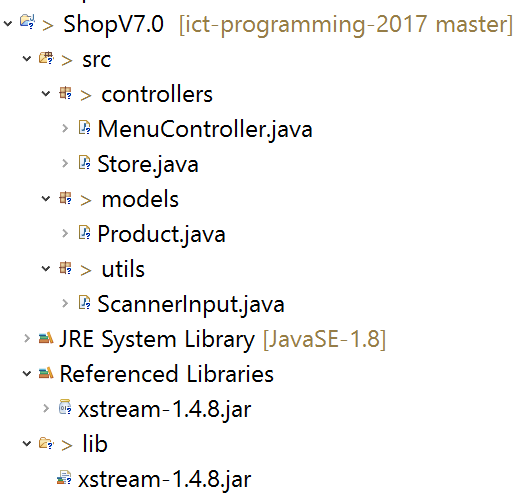 > ShopV7.0 [ict-programming-2017 master]
> src
> controllers
MenuController.java
Store.java
> models
Product.java
> utils
ScannerInput.java
JRE System Library [JavaSE-1.8]
Referenced Libraries
xstream-1.4.8.jar
> lib
xstream-1.4.8.jar